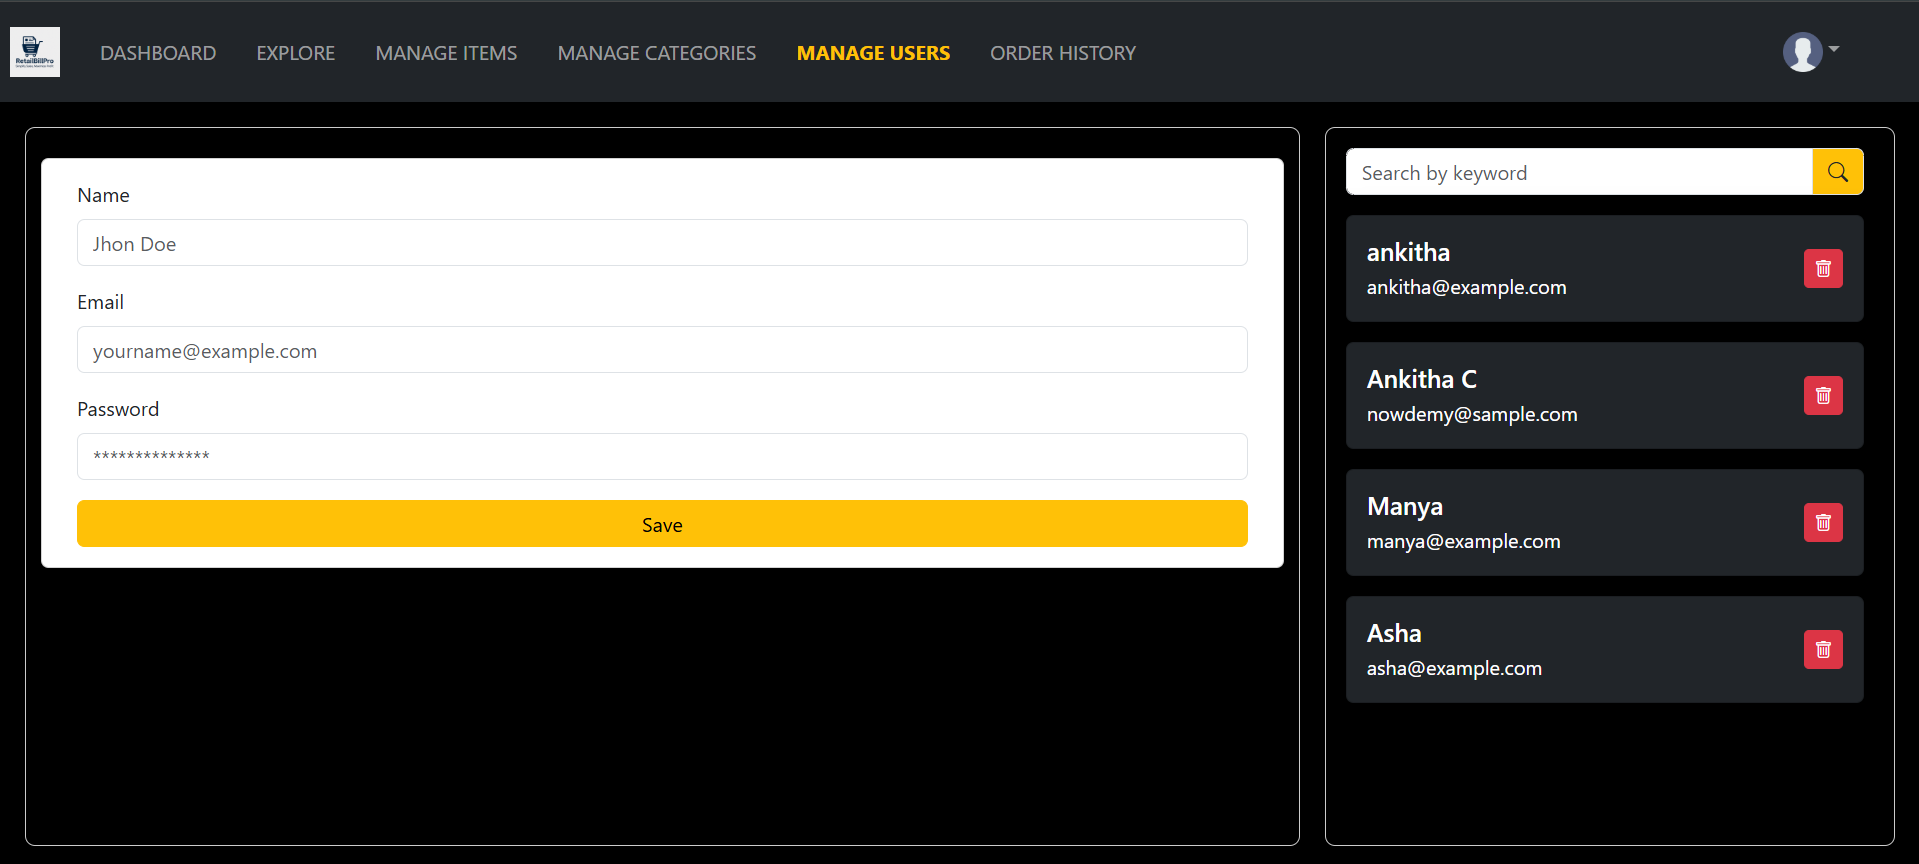 RetailBillPro
DASHBOARD EXPLORE MANAGE ITEMS MANAGE CATEGORIES MANAGE USERS ORDER HISTORY
Name
Jhon Doe
Email
yourname@example.com
Password
**************
Save
Search by keyword
ankitha
ankitha@example.com
Ankitha C
nowdemy@sample.com
Manya
manya@example.com
Asha
asha@example.com